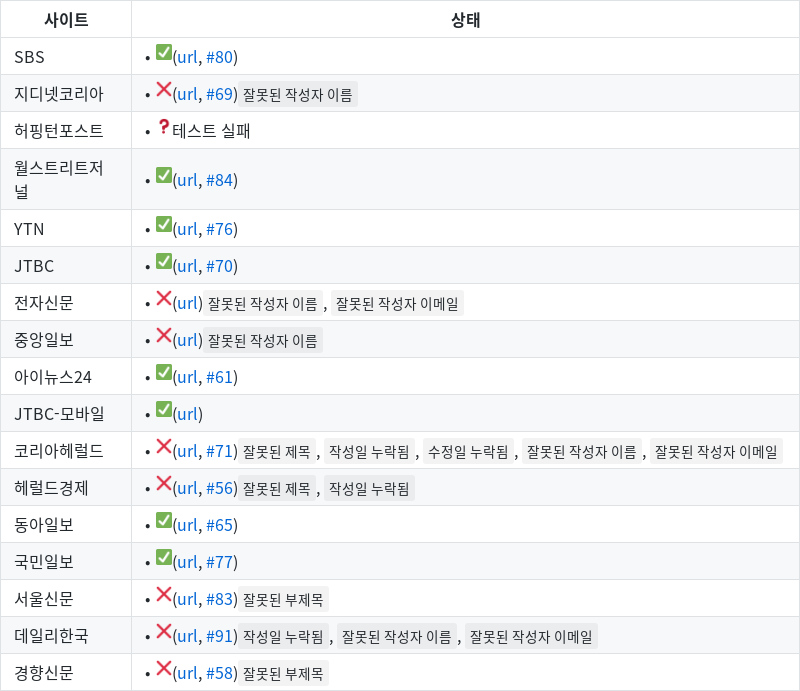 사이트 상태
SBS • ✅(url, #80)
지디넷코리아 • ❌(url, #69) 잘못된 작성자 이름
허핑턴포스트 • ❓테스트 실패
월스트리트저
널 • ✅(url, #84)
YTN • ✅(url, #76)
JTBC • ✅(url, #70)
전자신문 • ❌(url) 잘못된 작성자 이름 , 잘못된 작성자 이메일
중앙일보 • ❌(url) 잘못된 작성자 이름
아이뉴스24 • ✅(url, #61)
JTBC-모바일 • ✅(url)
코리아헤럴드 • ❌(url, #71) 잘못된 제목 , 작성일 누락됨 , 수정일 누락됨 , 잘못된 작성자 이름 , 잘못된 작성자 이메일
헤럴드경제 • ❌(url, #56) 잘못된 제목 , 작성일 누락됨
동아일보 • ✅(url, #65)
국민일보 • ✅(url, #77)
서울신문 • ❌(url, #83) 잘못된 부제목
데일리한국 • ❌(url, #91) 작성일 누락됨 , 잘못된 작성자 이름 , 잘못된 작성자 이메일
경향신문 • ❌(url, #58) 잘못된 부제목